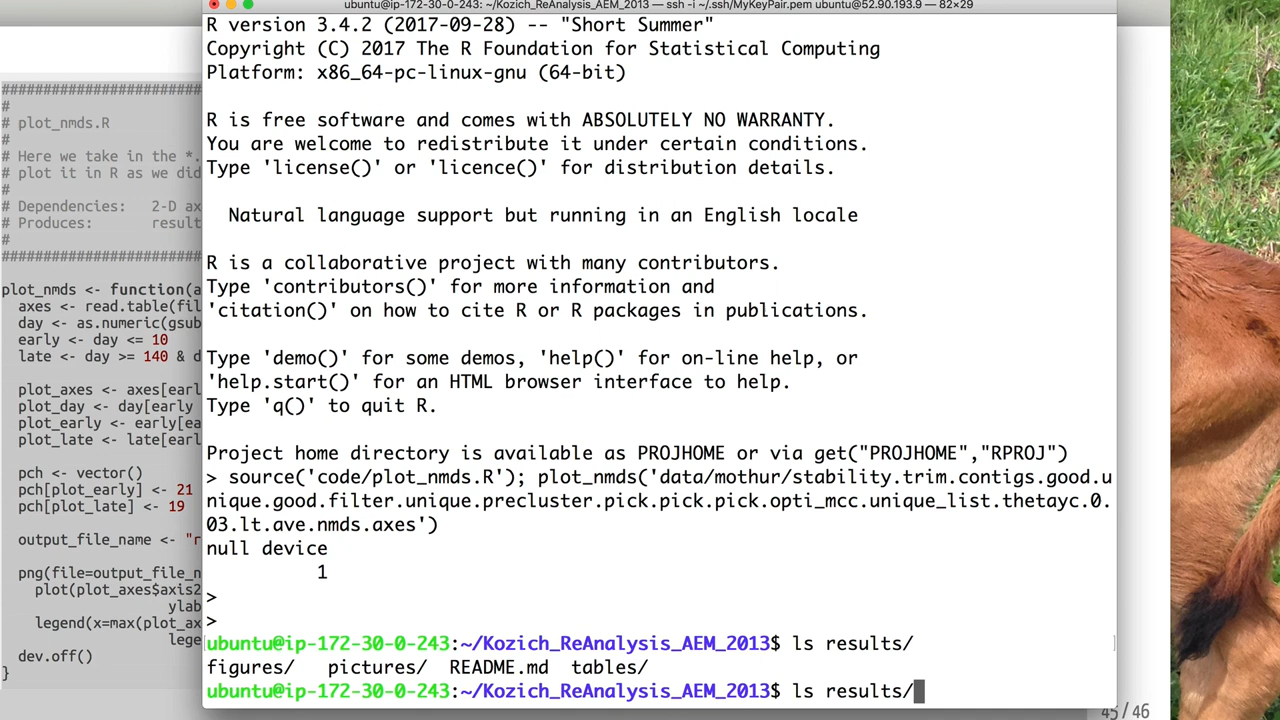 ubuntu@ip-172-30-0-243: ~/Kozich_ReAnalysis_AEM_2013 — ssh -i ~/.ssh/MyKeyPair.pem ubuntu@52.90.193.9 — 82×29
R version 3.4.2 (2017-09-28) -- "Short Summer"
Copyright (C) 2017 The R Foundation for Statistical Computing
Platform: x86_64-pc-linux-gnu (64-bit)
R is free software and comes with ABSOLUTELY NO WARRANTY.
You are welcome to redistribute it under certain conditions.
Type 'license()' or 'licence()' for distribution details.
Natural language support but running in an English locale
R is a collaborative project with many contributors.
Type 'contributors()' for more information and
'citation()' on how to cite R or R packages in publications.
Type 'demo()' for some demos, 'help()' for on-line help, or
'help.start()' for an HTML browser interface to help.
Type 'q()' to quit R.
Project home directory is available as PROJHOME or via get("PROJHOME","RPROJ")
> source('code/plot_nmds.R'); plot_nmds('data/mothur/stability.trim.contigs.good.u
nique.good.filter.unique.precluster.pick.pick.pick.opti_mcc.unique_list.thetayc.0.
03.lt.ave.nmds.axes')
null device
1
>
>
ubuntu@ip-172-30-0-243:~/Kozich_ReAnalysis_AEM_2013$ ls results/
figures/ pictures/ README.md tables/
ubuntu@ip-172-30-0-243:~/Kozich_ReAnalysis_AEM_2013$ ls results/
########################
#
# plot_nmds.R
#
# Here we take in the *.
# plot it in R as we did
#
# Dependencies: 2-D ax
# Produces: result
#
########################
plot_nmds <- function(a
axes <- read.table(fil
day <- as.numeric(gsub
early <- day <= 10
late <- day >= 140 & d
plot_axes <- axes[early
plot_day <- day[early
plot_early <- early[ea
plot_late <- late[earl
pch <- vector()
pch[plot_early] <- 21
pch[plot_late] <- 19
output_file_name <- "r
png(file=output_file_n
plot(plot_axes$axis2
ylab
legend(x=max(plot_ax
lege
dev.off()
}
45 / 46